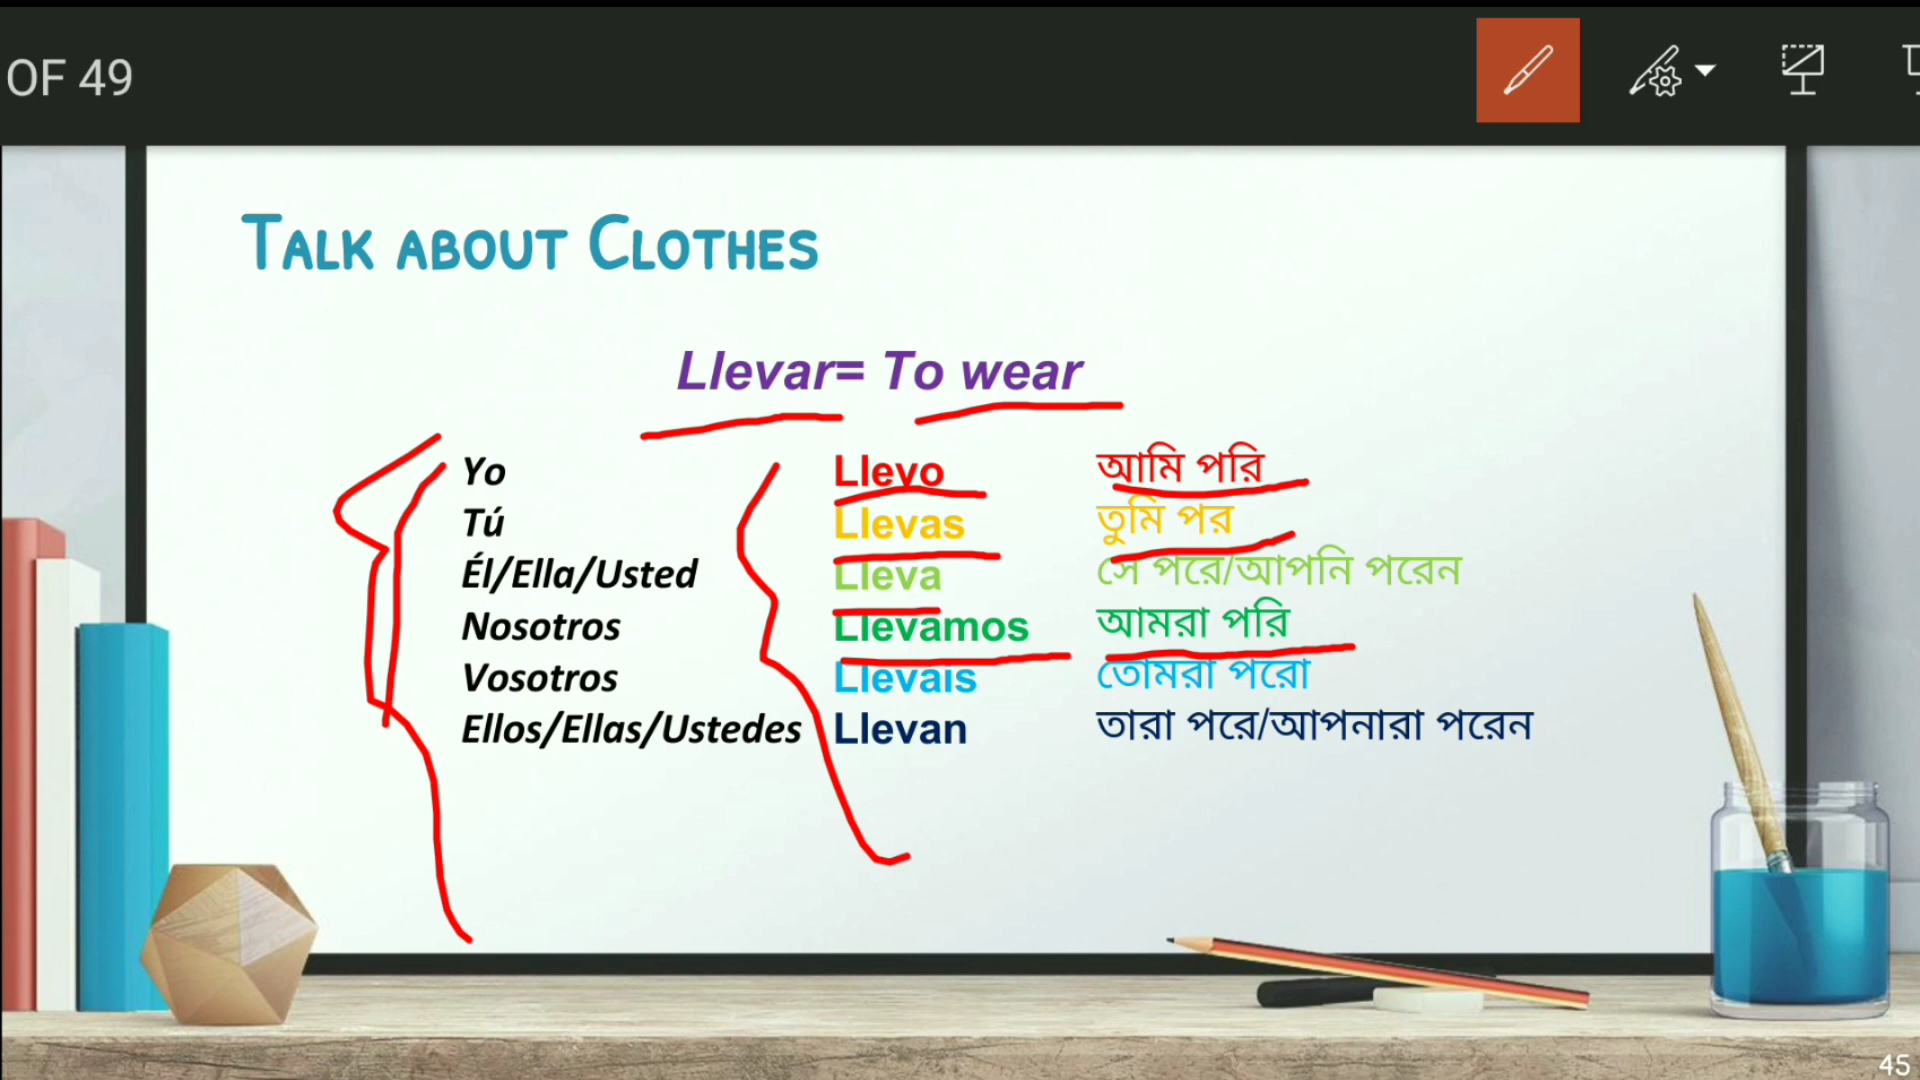 OF 49
TALK ABOUT CLOTHES
Llevar= To wear
Yo Llevo আমি পরি
Tú Llevas তুমি পর
Él/Ella/Usted Lleva সে পরে/আপনি পরেন
Nosotros Llevamos আমরা পরি
Vosotros Llevais তোমরা পরো
Ellos/Ellas/Ustedes Llevan তারা পরে/আপনারা পরেন
45